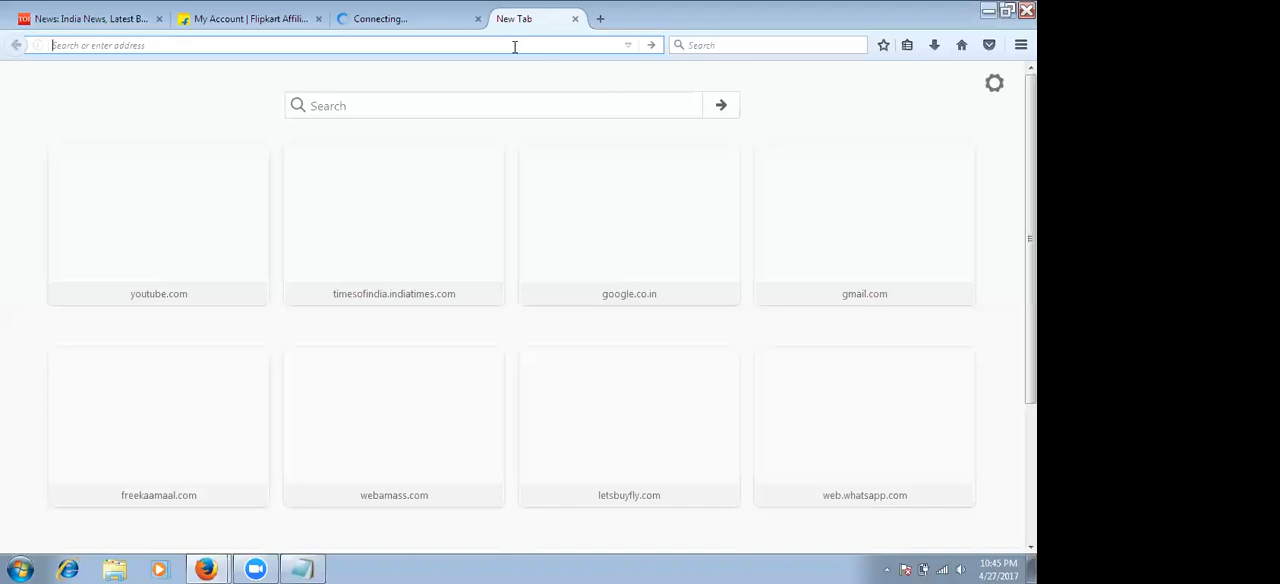 News: India News, Latest B...
My Account | Flipkart Affili...
Connecting...
New Tab
Search or enter address
Search
Search
youtube.com
timesofindia.indiatimes.com
google.co.in
gmail.com
freekaamaal.com
webamass.com
letsbuyfly.com
web.whatsapp.com
10:45 PM
4/27/2017